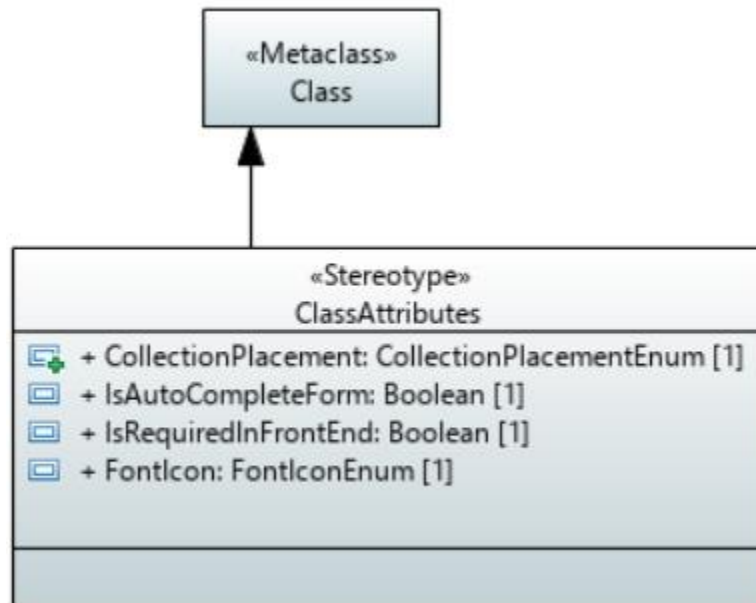 «Metaclass»
Class
«Stereotype»
ClassAttributes
+ CollectionPlacement: CollectionPlacementEnum [1]
+ IsAutoCompleteForm: Boolean [1]
+ IsRequiredInFrontEnd: Boolean [1]
+ FontIcon: FontIconEnum [1]